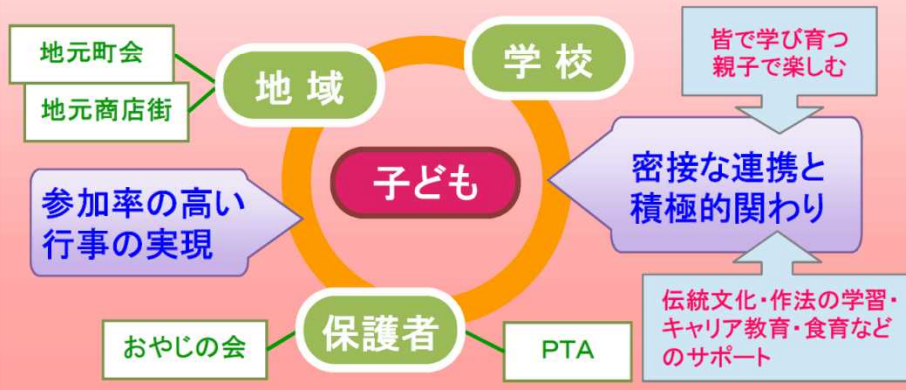 地元町会
地元商店街
地域
学校
皆で学び育つ
親子で楽しむ
子ども
参加率の高い
行事の実現
密接な連携と
積極的関わり
おやじの会
保護者
PTA
伝統文化・作法の学習・
キャリア教育・食育など
のサポート